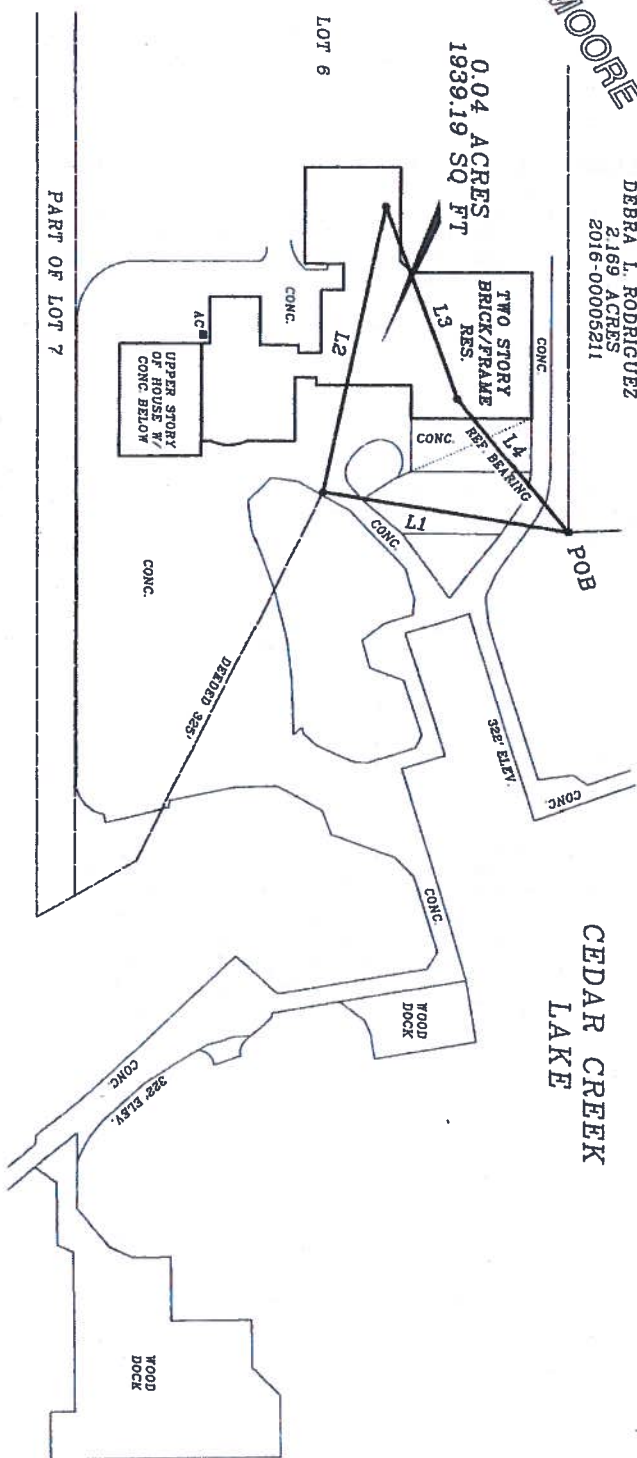 MOORE
DEBRA L. RODRIGUEZ
2.169 ACRES
2016-00005211
0.04 ACRES
1939.19 SQ FT
LOT 6
CONC.
TWO STORY
BRICK/FRAME
RES.
L3
L4
REF. BEARING
CONC.
POB
L1
CONC.
L2
CONC.
AC
UPPER STORY
OF HOUSE W/
CONC. BELOW
CONC.
PART OF LOT 7
DEEDED 325'
322' ELEV.
CONC
CONC.
CEDAR CREEK
LAKE
WOOD
DOCK
CONC.
322' ELEV.
WOOD
DOCK